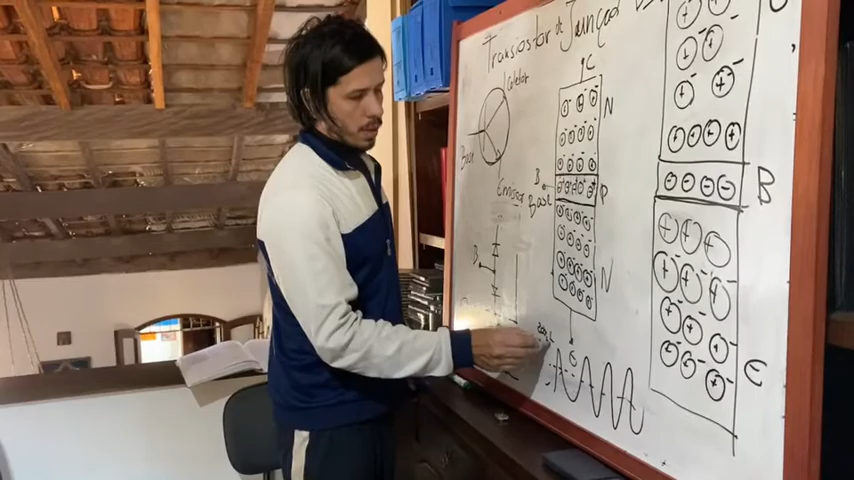 Transistor de Junção
Coletor
C
N
Base
B
Base
P
Emissor
B
N
E
B
C
E